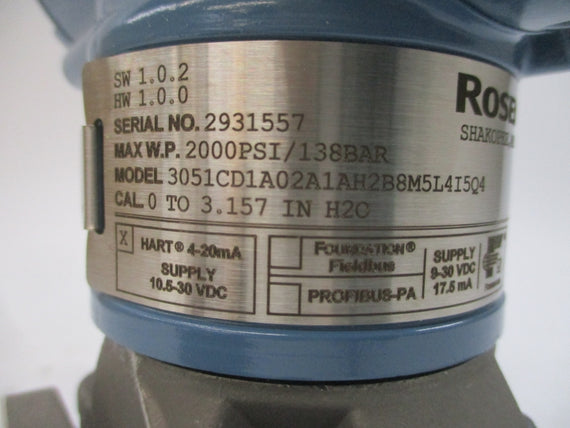 SW 1.0.2
HW 1.0.0
SERIAL NO. 2931557
MAX W.P. 2000PSI/138BAR
MODEL 3051CD1A02A1AH2B8M5L4I5Q4
CAL. 0 TO 3.157 IN H2O
ROSE
X
HART® 4-20mA
SUPPLY
10.5-30 VDC
FOUNDATION®
Fieldbus
PROFIBUS-PA
SUPPLY
9-30 VDC
17.5 mA